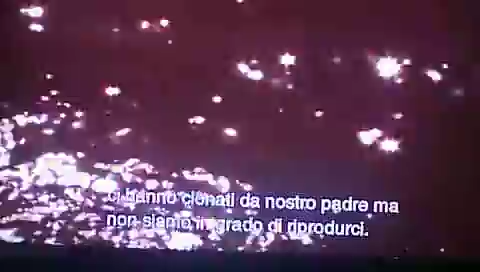 ci hanno clonati da nostro padre ma
non siamo in grado di riprodurci.